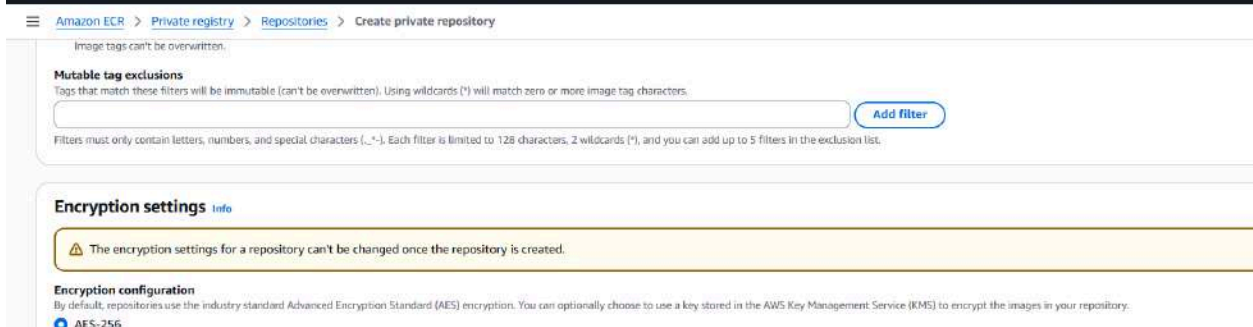 Amazon ECR > Private registry > Repositories > Create private repository
Image tags can't be overwritten.
Mutable tag exclusions
Tags that match these filters will be immutable (can't be overwritten). Using wildcards (*) will match zero or more image tag characters.
Add filter
Filters must only contain letters, numbers, and special characters (._*-). Each filter is limited to 128 characters, 2 wildcards (*), and you can add up to 5 filters in the exclusion list.
Encryption settings Info
The encryption settings for a repository can't be changed once the repository is created.
Encryption configuration
By default, repositories use the industry standard Advanced Encryption Standard (AES) encryption. You can optionally choose to use a key stored in the AWS Key Management Service (KMS) to encrypt the images in your repository.
AES-256